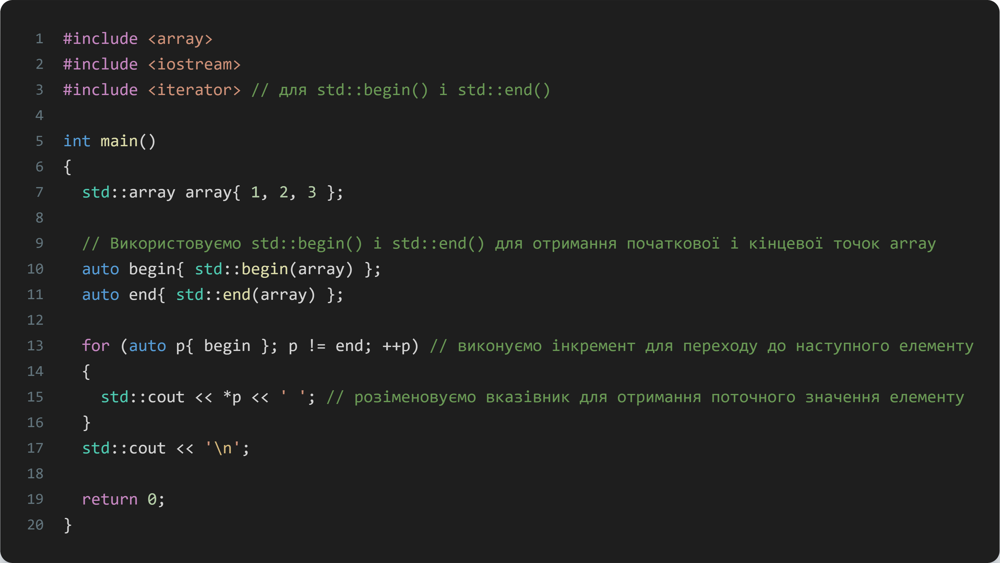 1 #include <array>
2 #include <iostream>
3 #include <iterator> // для std::begin() і std::end()
4
5 int main()
6 {
7   std::array array{ 1, 2, 3 };
8
9   // Використовуємо std::begin() і std::end() для отримання початкової і кінцевої точок array
10   auto begin{ std::begin(array) };
11   auto end{ std::end(array) };
12
13   for (auto p{ begin }; p != end; ++p) // виконуємо інкремент для переходу до наступного елементу
14   {
15     std::cout << *p << ' '; // розіменовуємо вказівник для отримання поточного значення елементу
16   }
17   std::cout << '\n';
18
19   return 0;
20 }